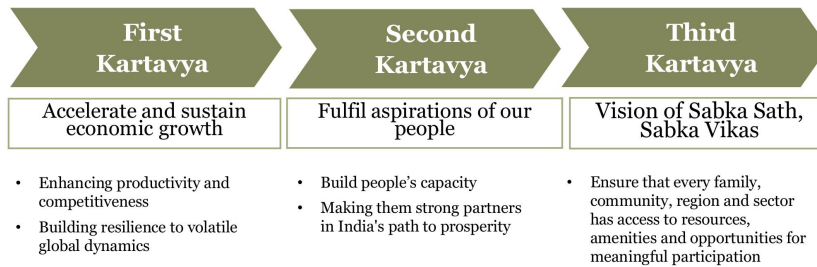 First
Kartavya
Accelerate and sustain
economic growth
• Enhancing productivity and
competitiveness
• Building resilience to volatile
global dynamics
Second
Kartavya
Fulfil aspirations of our
people
• Build people's capacity
• Making them strong partners
in India's path to prosperity
Third
Kartavya
Vision of Sabka Sath,
Sabka Vikas
• Ensure that every family,
community, region and sector
has access to resources,
amenities and opportunities for
meaningful participation